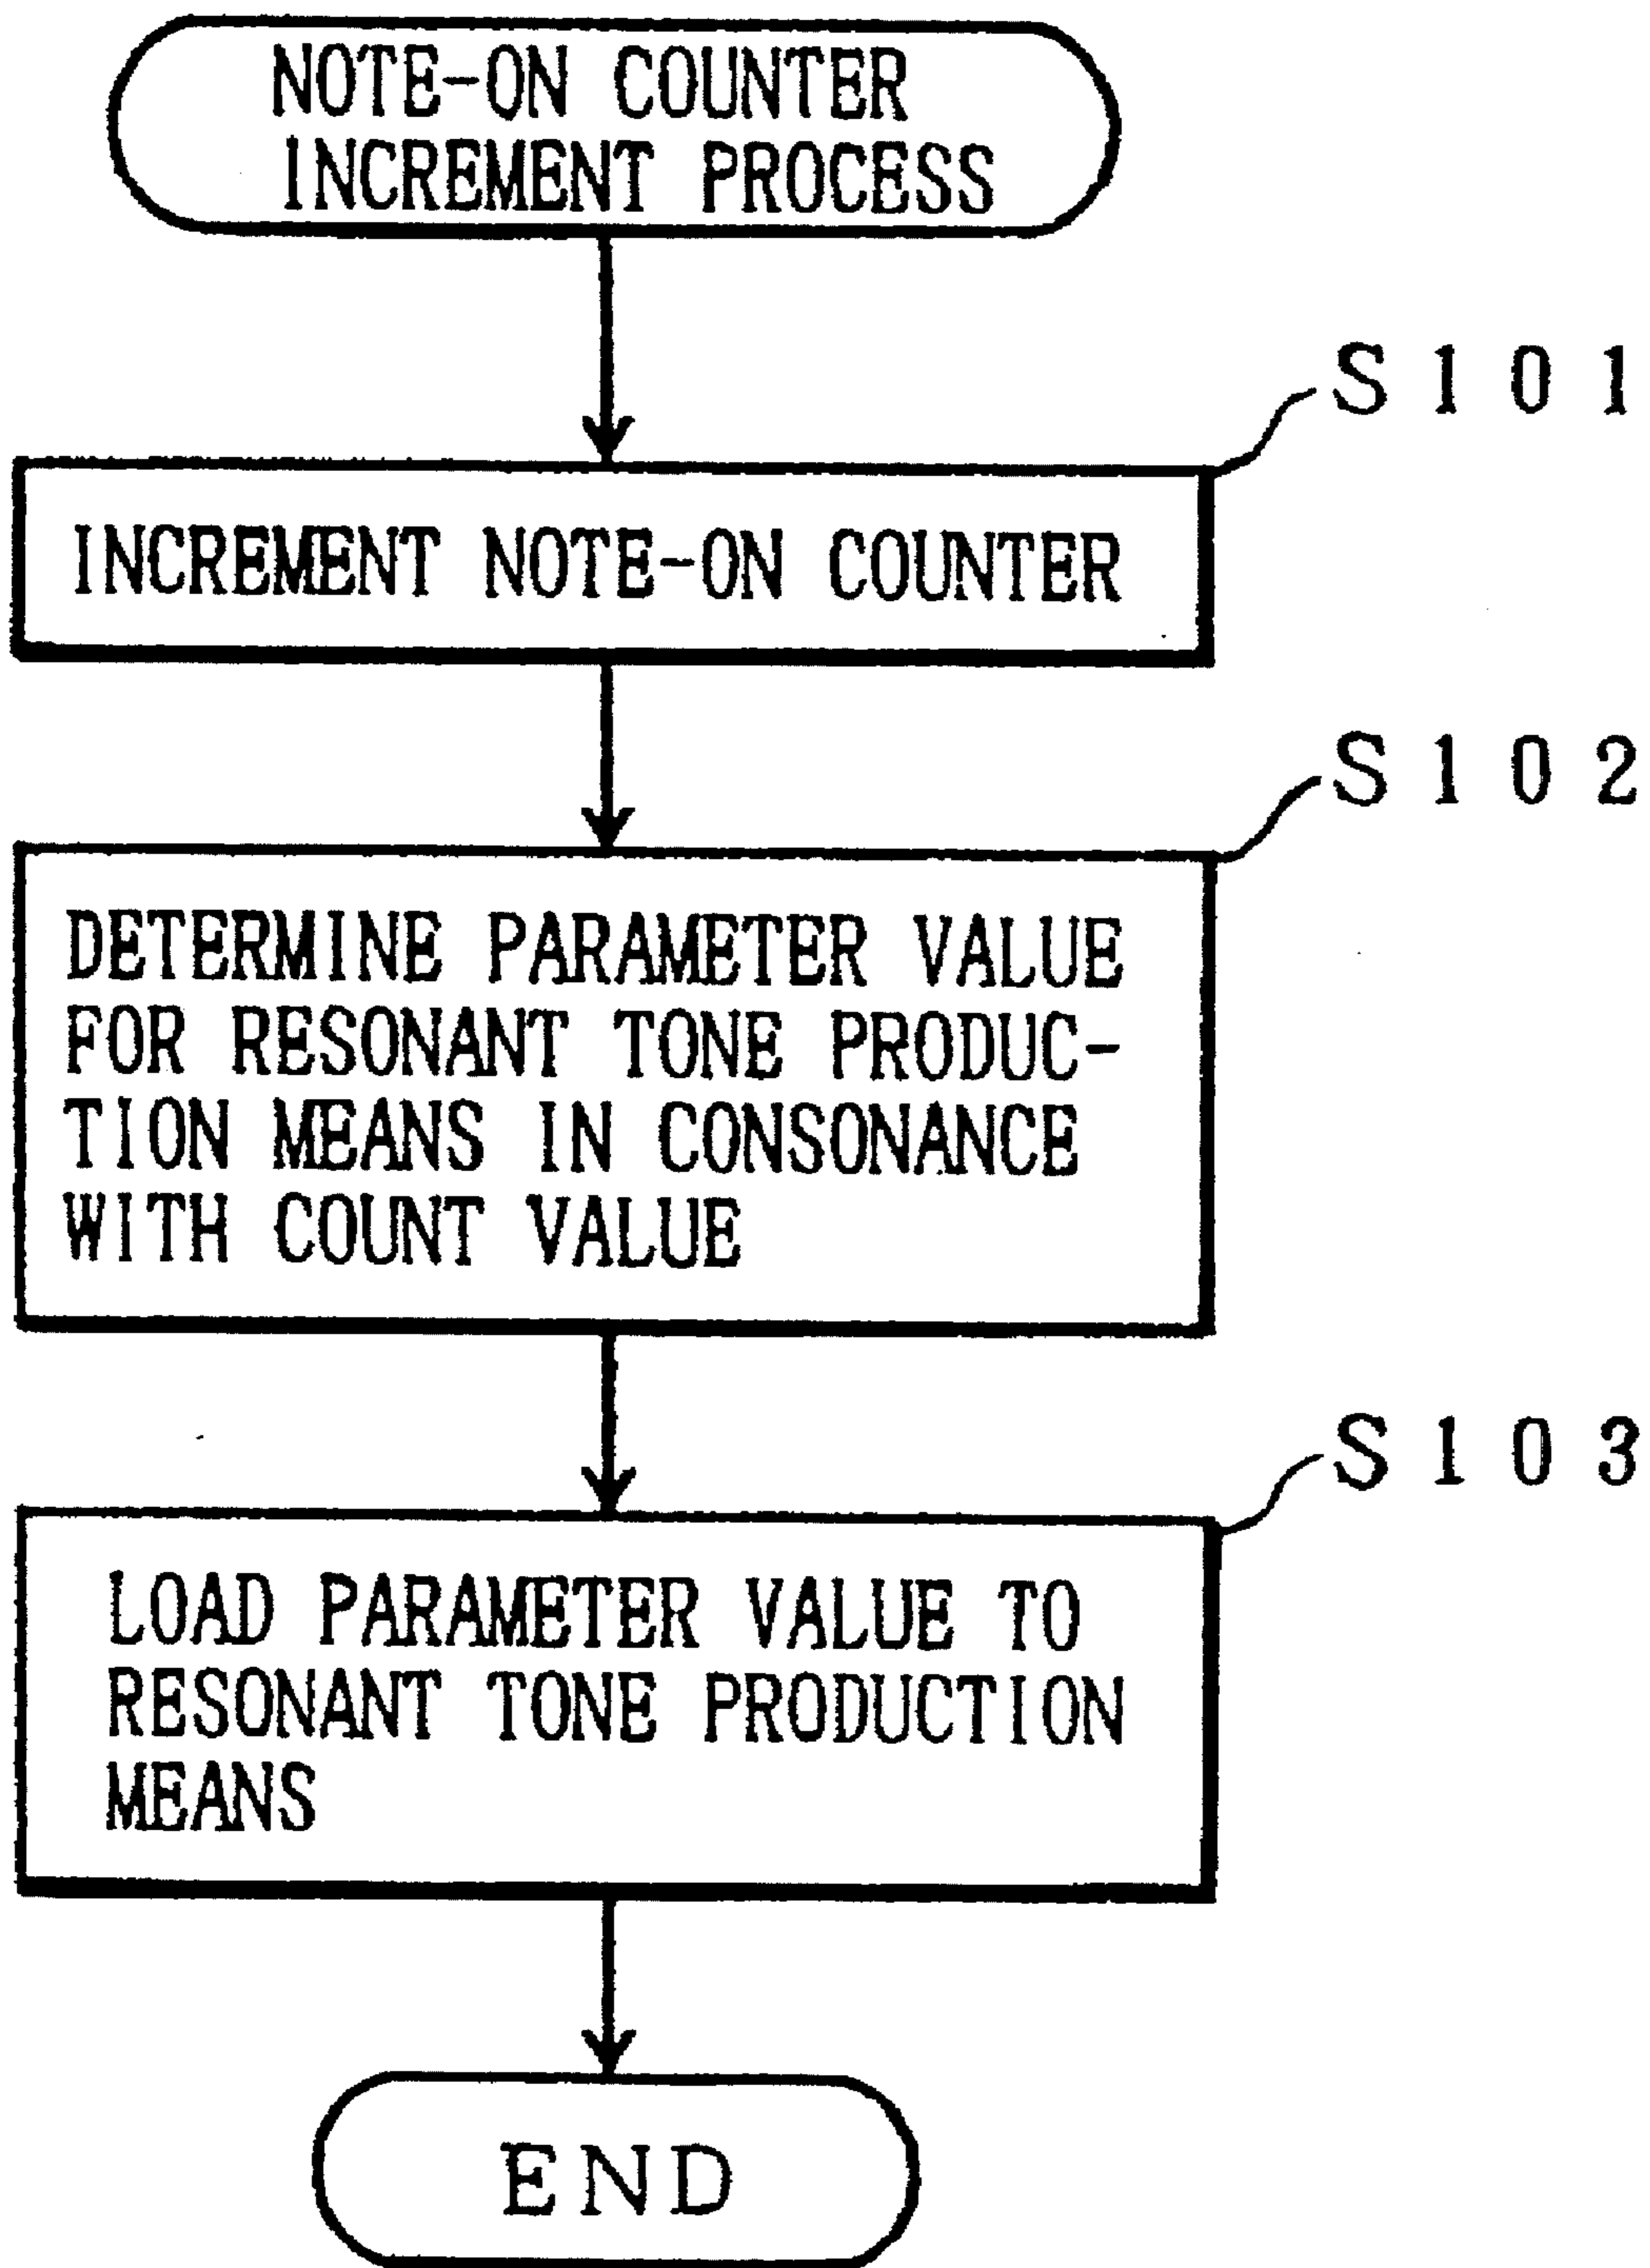 NOTE-ON COUNTER
INCREMENT PROCESS
S101
INCREMENT NOTE-ON COUNTER
S102
DETERMINE PARAMETER VALUE
FOR RESONANT TONE PRODUC-
TION MEANS IN CONSONANCE
WITH COUNT VALUE
S103
LOAD PARAMETER VALUE TO
RESONANT TONE PRODUCTION
MEANS
END